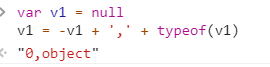 var v1 = null
v1 = -v1 + ',' + typeof(v1)
"0,object"